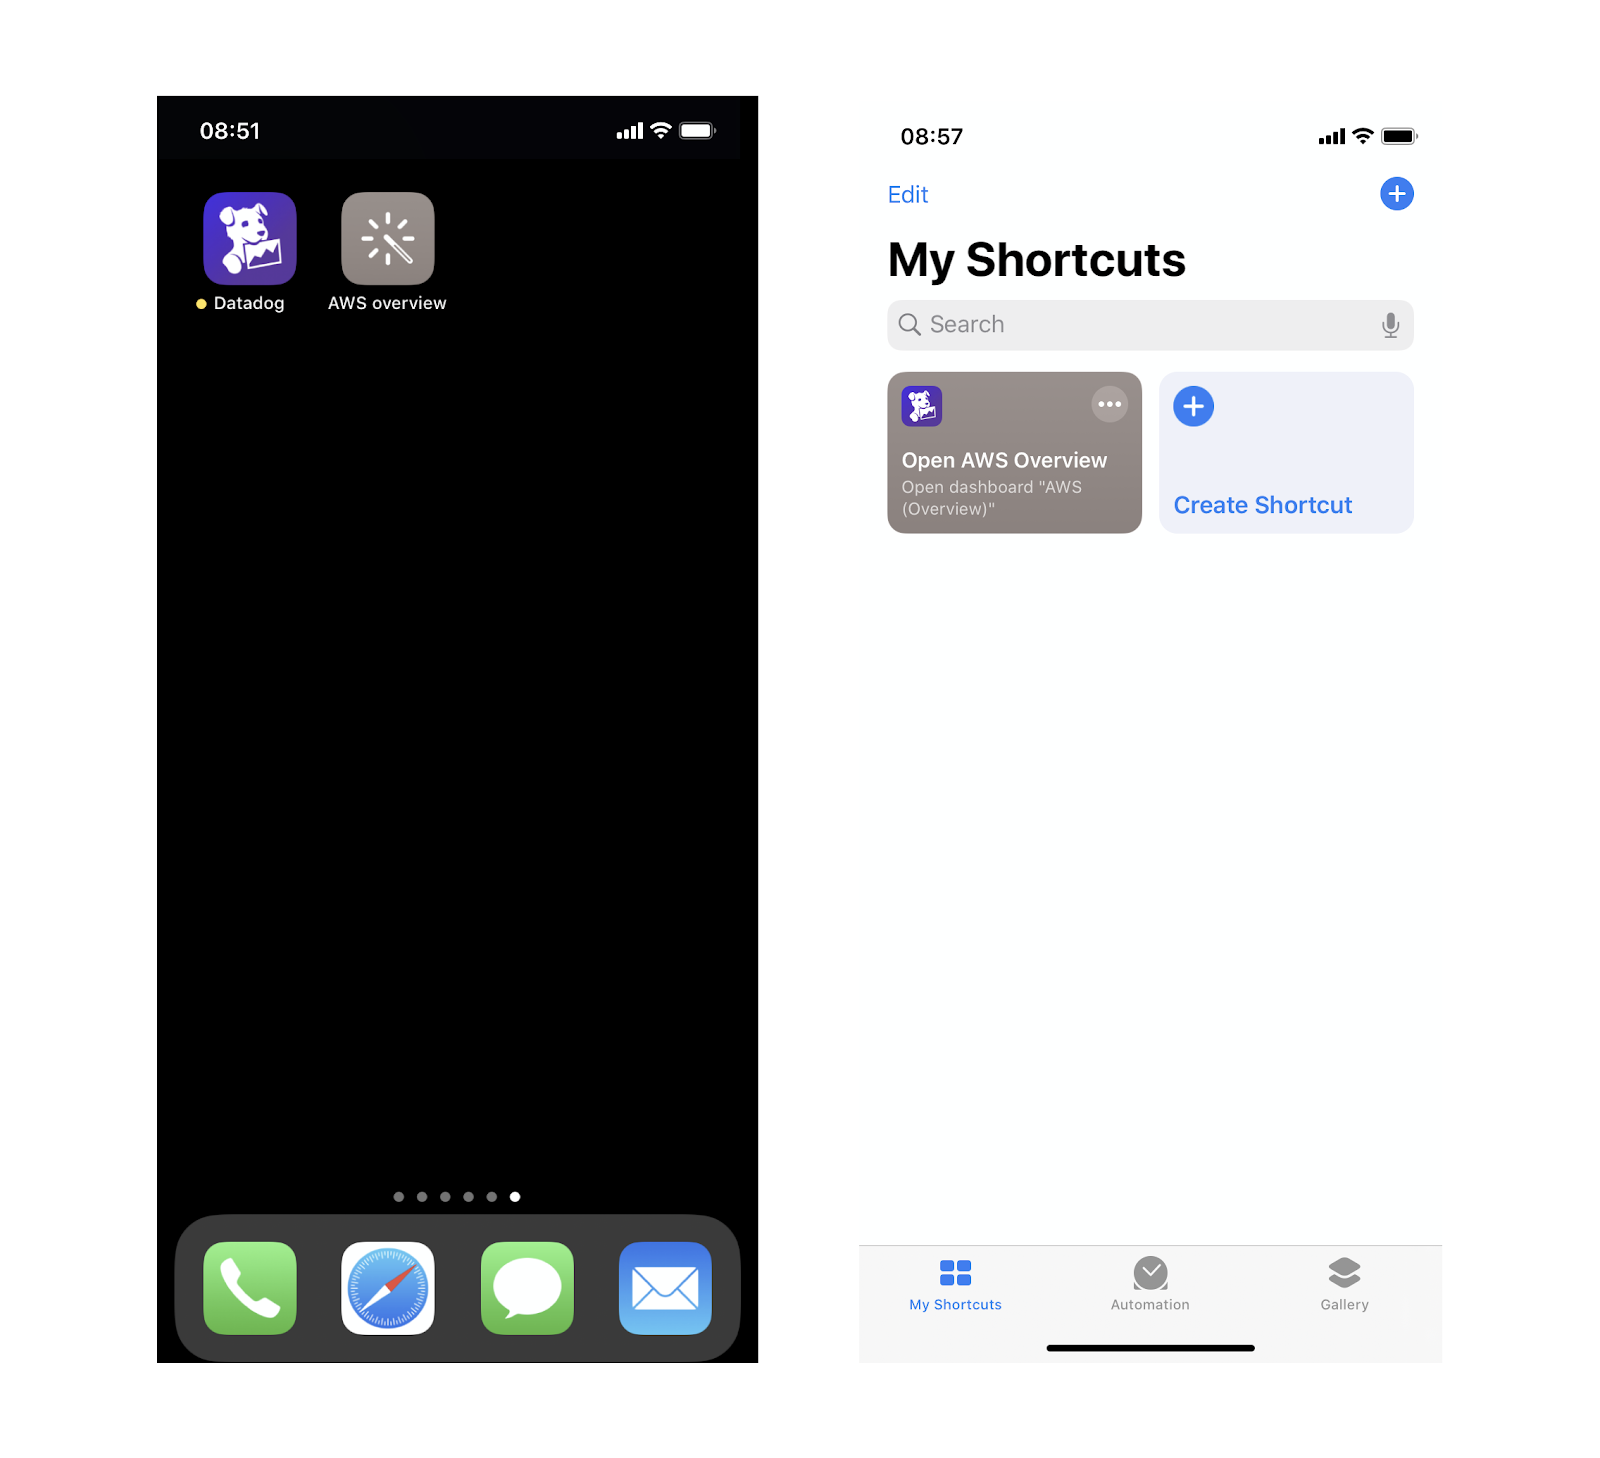 08:51
Datadog
AWS overview
08:57
Edit
My Shortcuts
Search
Open AWS Overview
Open dashboard "AWS
(Overview)"
Create Shortcut
My Shortcuts
Automation
Gallery